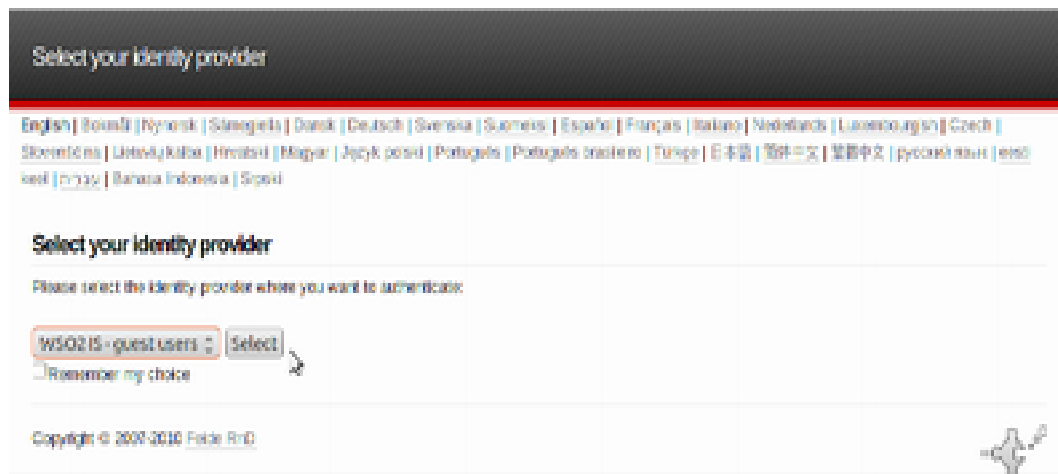 Select your identity provider
English | Bokmål | Nynorsk | Sámegiella | Dansk | Deutsch | Svenska | Suomeksi | Español | Français | Italiano | Nederlands | Luxembourgish | Czech |
Slovenščina | Lietuvių kalba | Hrvatski | Magyar | Język polski | Português | Português brasileiro | Türkçe | 日本語 | 简体中文 | 繁體中文 | русский язык | eesti
keel | עברית | Bahasa Indonesia | Srpski
Select your identity provider
Please select the identity provider where you want to authenticate:
WSO2 IS - guest users Select
Remember my choice
Copyright © 2007-2010 Feide RnD